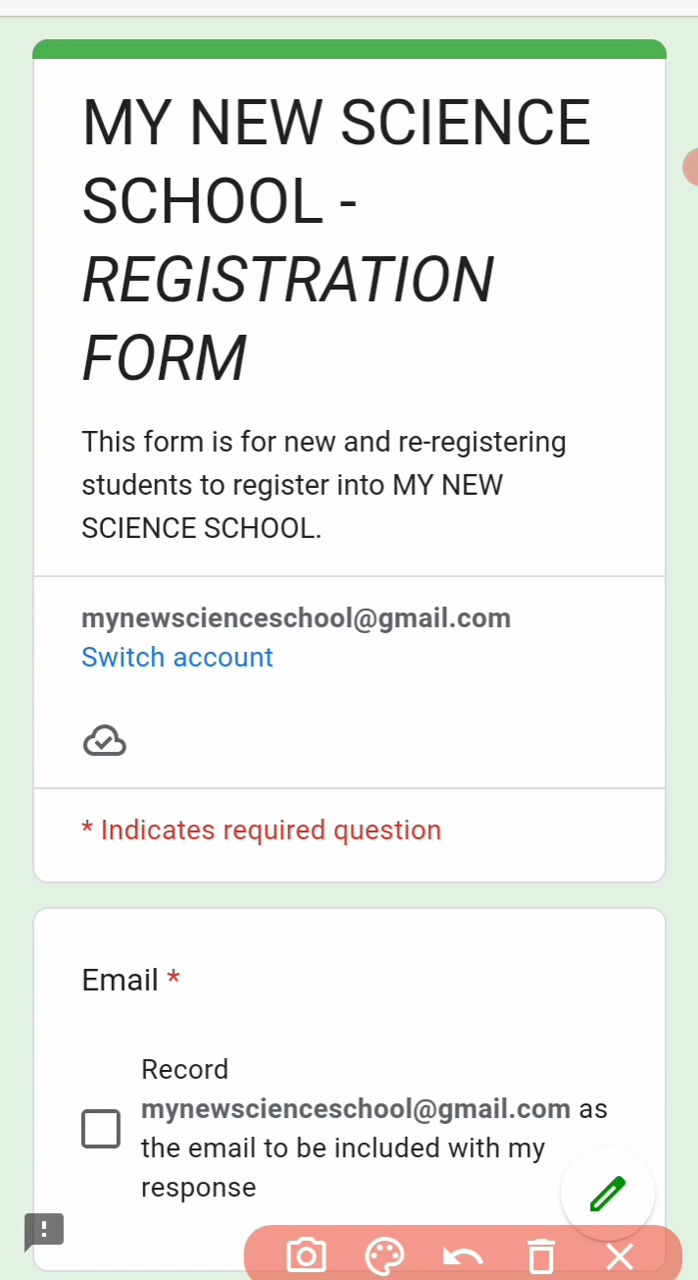 MY NEW SCIENCE
SCHOOL -
REGISTRATION
FORM
This form is for new and re-registering
students to register into MY NEW
SCIENCE SCHOOL.
mynewscienceschool@gmail.com
Switch account
* Indicates required question
Email *
Record
mynewscienceschool@gmail.com as
the email to be included with my
response